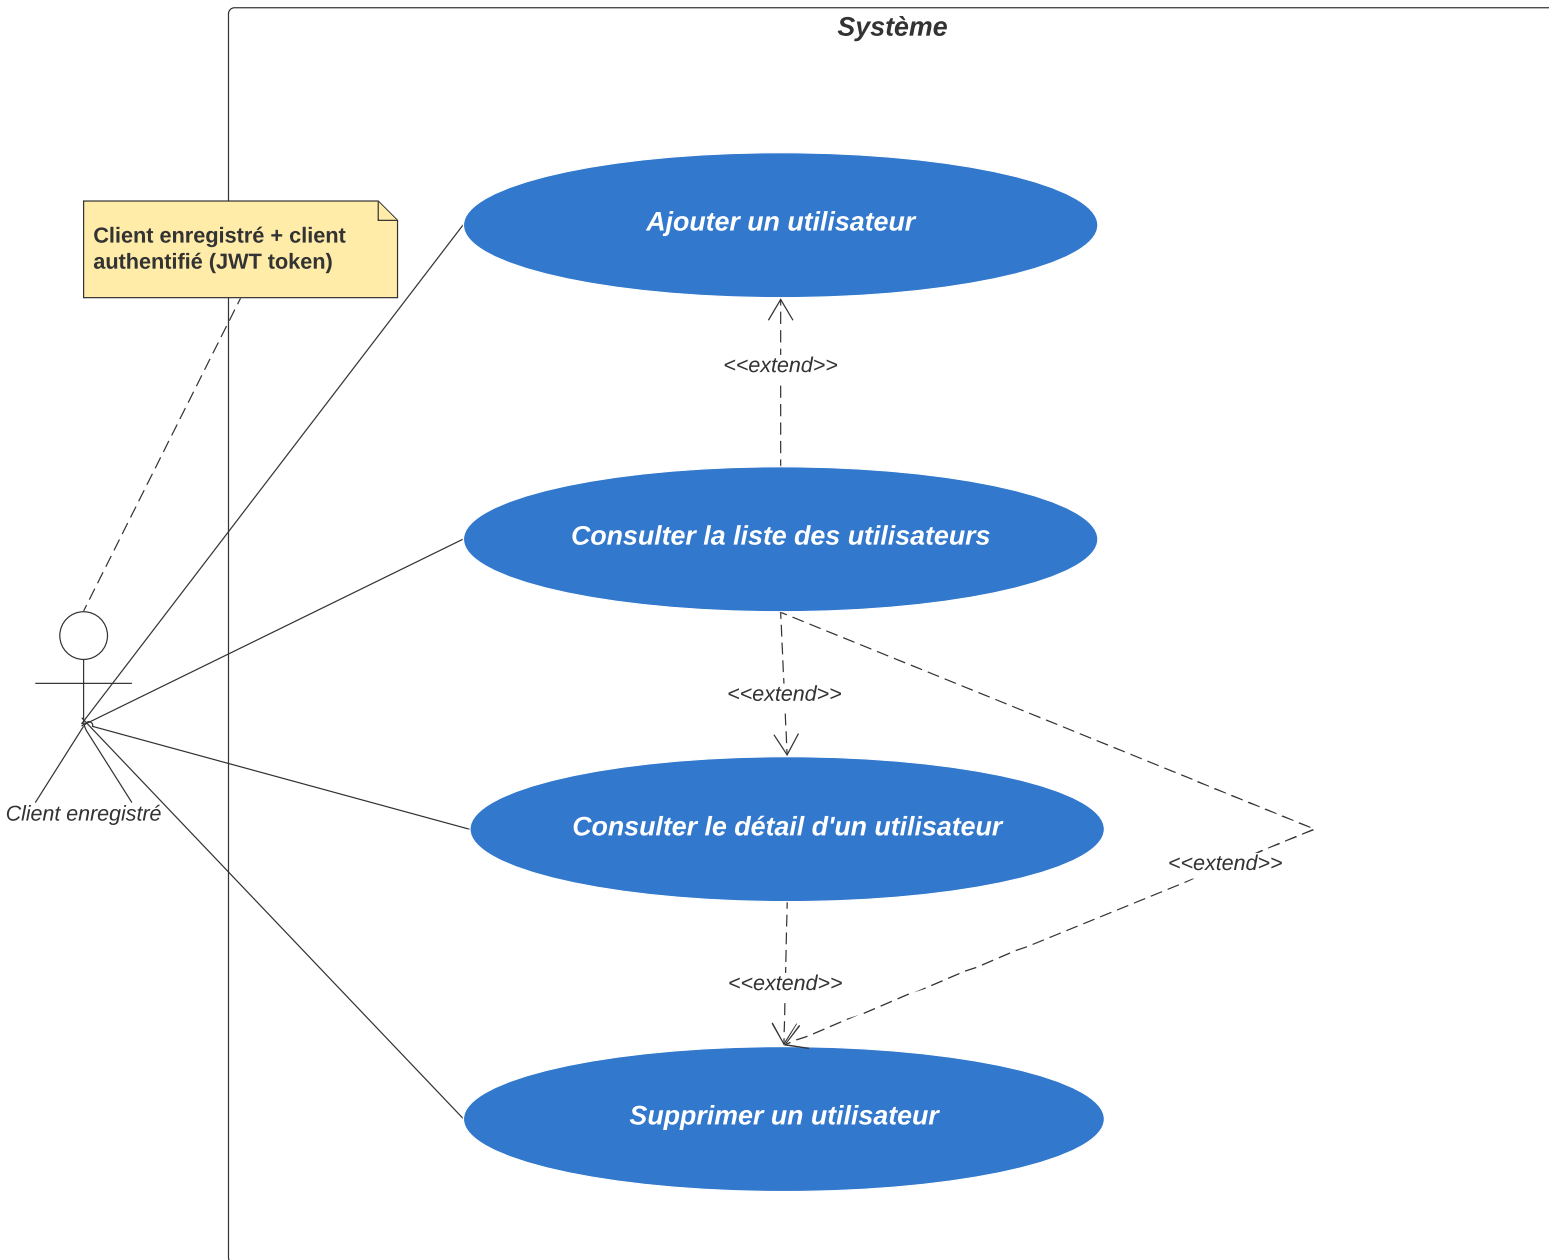 Système
Ajouter un utilisateur
Client enregistré + client
authentifié (JWT token)
<<extend>>
Consulter la liste des utilisateurs
<<extend>>
Client enregistré
Consulter le détail d'un utilisateur
<<extend>>
<<extend>>
Supprimer un utilisateur